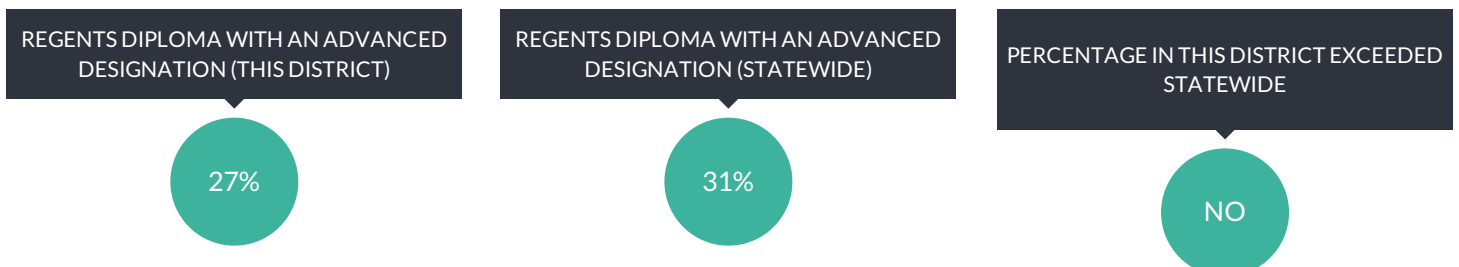 REGENTS DIPLOMA WITH AN ADVANCED
DESIGNATION (THIS DISTRICT)
27%
REGENTS DIPLOMA WITH AN ADVANCED
DESIGNATION (STATEWIDE)
31%
PERCENTAGE IN THIS DISTRICT EXCEEDED
STATEWIDE
NO